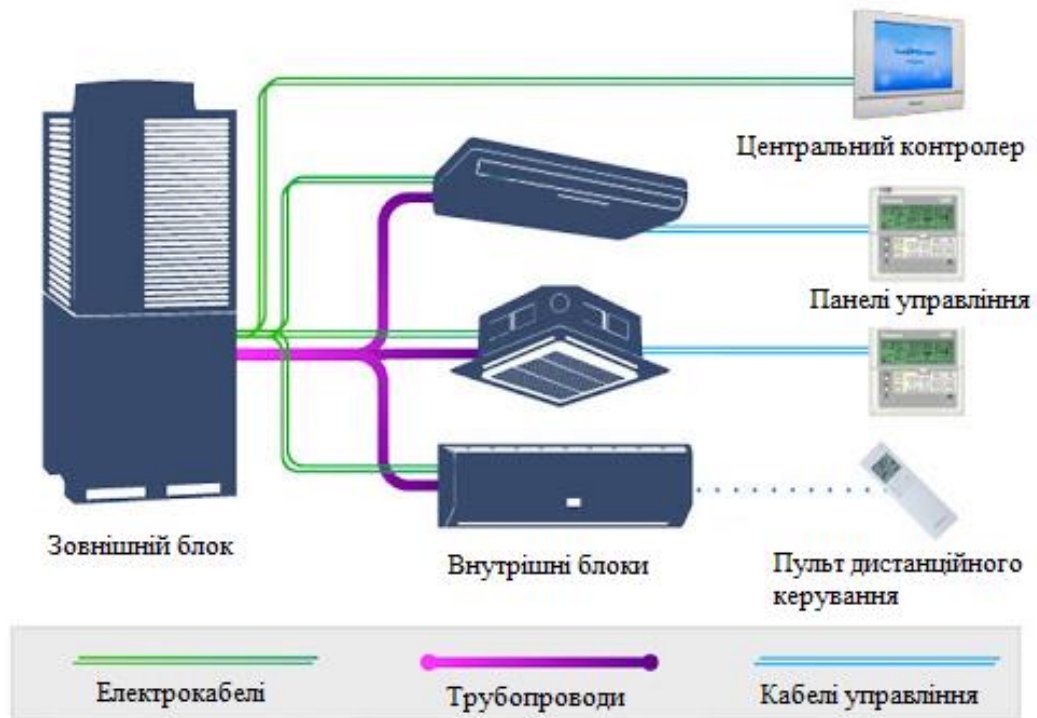 Центральний контролер
Панелі управління
Зовнішній блок
Внутрішні блоки
Пульт дистанційного
керування
Електрокабелі
Трубопроводи
Кабелі управління